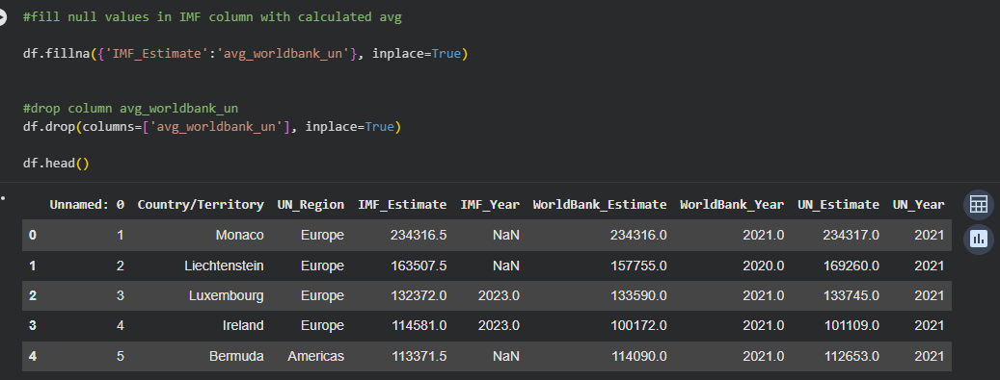 #fill null values in IMF column with calculated avg
df.fillna({'IMF_Estimate':'avg_worldbank_un'}, inplace=True)
#drop column avg_worldbank_un
df.drop(columns=['avg_worldbank_un'], inplace=True)
df.head()
Unnamed: 0 Country/Territory UN_Region IMF_Estimate IMF_Year WorldBank_Estimate WorldBank_Year UN_Estimate UN_Year
0 1 Monaco Europe 234316.5 NaN 234316.0 2021.0 234317.0 2021
1 2 Liechtenstein Europe 163507.5 NaN 157755.0 2020.0 169260.0 2021
2 3 Luxembourg Europe 132372.0 2023.0 133590.0 2021.0 133745.0 2021
3 4 Ireland Europe 114581.0 2023.0 100172.0 2021.0 101109.0 2021
4 5 Bermuda Americas 113371.5 NaN 114090.0 2021.0 112653.0 2021